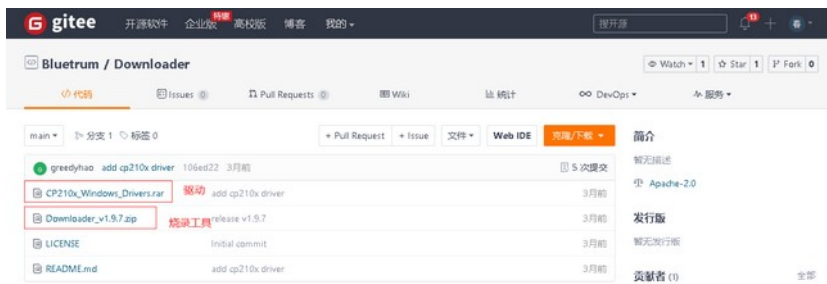 gitee 开源软件 企业版 特惠 高校版 博客 我的 搜开源 13 春
Bluetrum / Downloader Watch 1 Star 1 Fork 0
代码 Issues 0 Pull Requests 0 Wiki 统计 DevOps 服务
main 分支 1 标签 0 + Pull Request + Issue 文件 Web IDE 克隆/下载 简介
greedyhao add cp210x driver 106ed22 3月前 5 次提交 暂无描述
CP210x_Windows_Drivers.rar 驱动 add cp210x driver 3月前 Apache-2.0
Downloader_v1.9.7.zip 烧录工具 release v1.9.7 3月前 发行版
LICENSE Initial commit 3月前 暂无发行版
README.md add cp210x driver 3月前 贡献者 (1) 全部